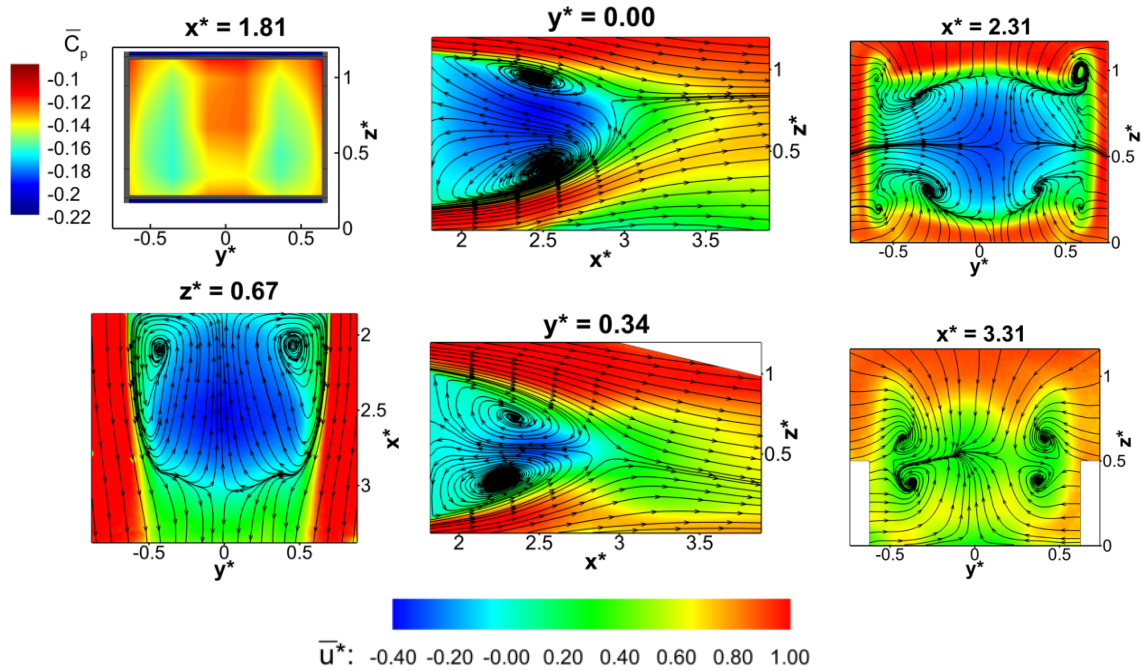 x* = 1.81
y* = 0.00
x* = 2.31
C̅p
-0.1
-0.12
-0.14
-0.16
-0.18
-0.2
-0.22
1
z*
0.5
0
-0.5 0 0.5
y*
1
z*
0.5
2 2.5 3 3.5
x*
1
z*
0.5
0
-0.5 0 0.5
y*
z* = 0.67
y* = 0.34
x* = 3.31
2
2.5
x*
3
-0.5 0 0.5
y*
1
z*
0.5
2 2.5 3 3.5
x*
1
z*
0.5
0
-0.5 0 0.5
y*
u̅*: -0.40 -0.20 -0.00 0.20 0.40 0.60 0.80 1.00